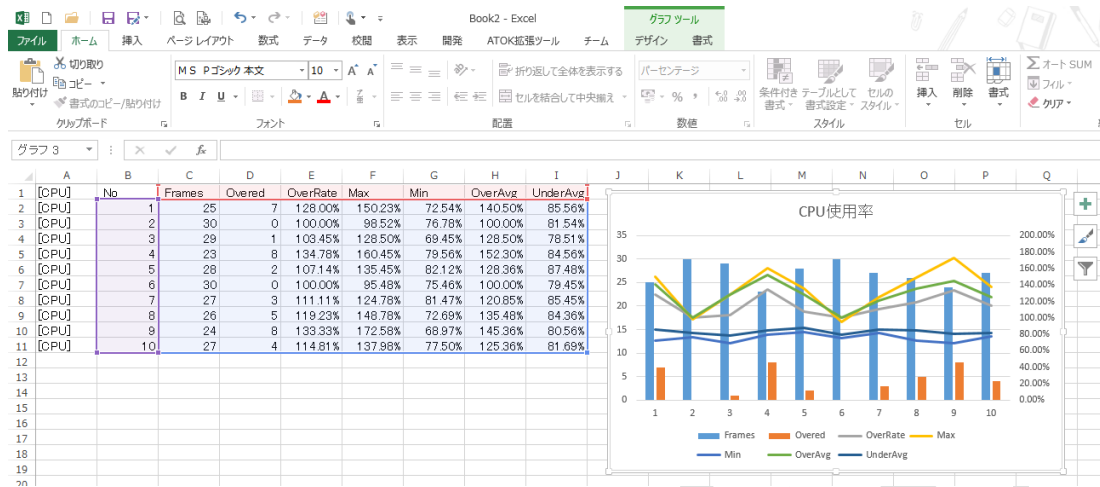 Book2 - Excel
グラフ ツール
ファイル ホーム 挿入 ページ レイアウト 数式 データ 校閲 表示 開発 ATOK拡張ツール チーム デザイン 書式
貼り付け
切り取り
コピー
書式のコピー/貼り付け
クリップボード
ＭＳ Ｐゴシック 本文 10
B I U
フォント
折り返して全体を表示する
セルを結合して中央揃え
配置
パーセンテージ
%
数値
条件付き書式
テーブルとして書式設定
セルのスタイル
スタイル
挿入 削除 書式
セル
Σ オート SUM
フィル
クリア
グラフ 3
fx
A B C D E F G H I J K L M N O P Q
1 [CPU] No Frames Overed OverRate Max Min OverAvg UnderAvg
2 [CPU] 1 25 7 128.00% 150.23% 72.54% 140.50% 85.56%
3 [CPU] 2 30 0 100.00% 98.52% 76.78% 100.00% 81.54%
4 [CPU] 3 29 1 103.45% 128.50% 69.45% 128.50% 78.51%
5 [CPU] 4 23 8 134.78% 160.45% 79.56% 152.30% 84.56%
6 [CPU] 5 28 2 107.14% 135.45% 82.12% 128.36% 87.48%
7 [CPU] 6 30 0 100.00% 95.48% 75.46% 100.00% 79.45%
8 [CPU] 7 27 3 111.11% 124.78% 81.47% 120.85% 85.45%
9 [CPU] 8 26 5 119.23% 148.78% 72.69% 135.48% 84.36%
10 [CPU] 9 24 8 133.33% 172.58% 68.97% 145.36% 80.56%
11 [CPU] 10 27 4 114.81% 137.98% 77.50% 125.36% 81.69%
12
13
14
15
16
17
18
19
20
CPU使用率
35 200.00%
180.00%
30 160.00%
25 140.00%
20 120.00%
100.00%
15 80.00%
10 60.00%
5 40.00%
20.00%
0 0.00%
1 2 3 4 5 6 7 8 9 10
Frames Overed OverRate Max
Min OverAvg UnderAvg